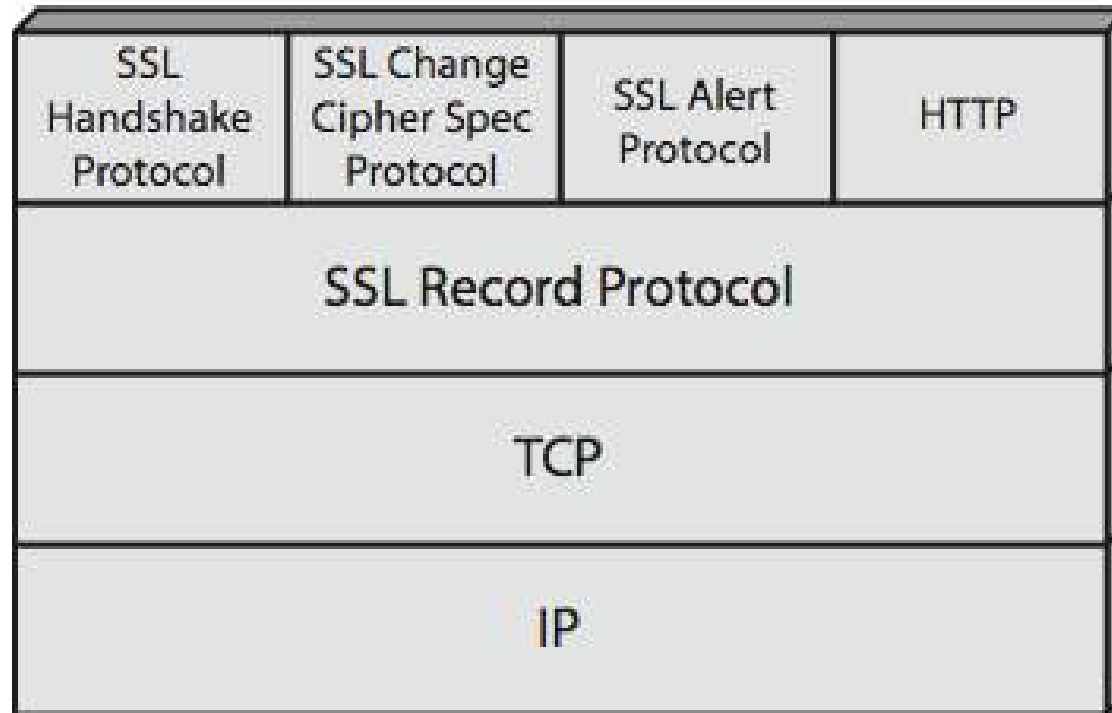 SSL
Handshake
Protocol
SSL Change
Cipher Spec
Protocol
SSL Alert
Protocol
HTTP
SSL Record Protocol
TCP
IP